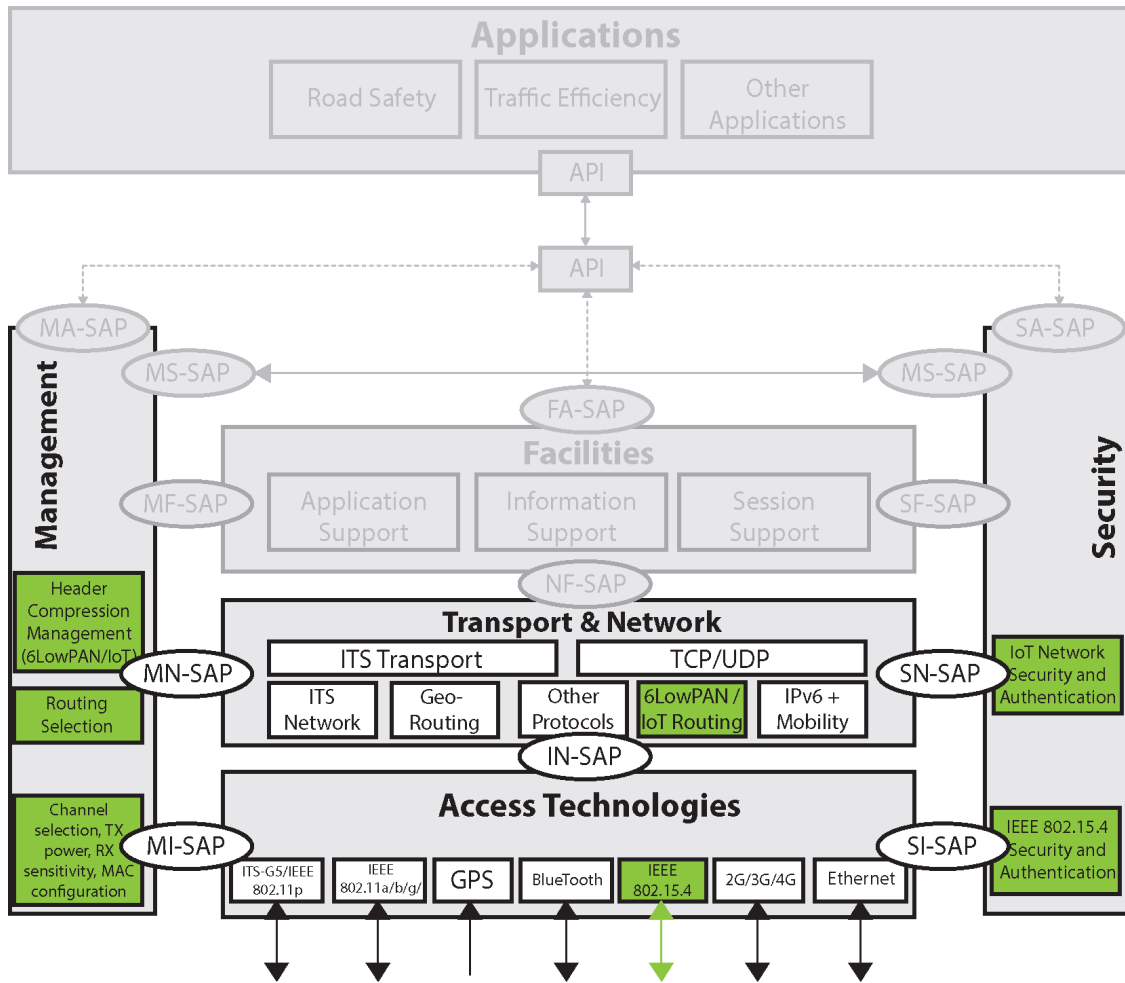 Applications
Road Safety
Traffic Efficiency
Other
Applications
API
API
MA-SAP
SA-SAP
MS-SAP
MS-SAP
FA-SAP
Management
Security
Facilities
MF-SAP
SF-SAP
Application
Support
Information
Support
Session
Support
NF-SAP
Header
Compression
Management
(6LowPAN/IoT)
Transport & Network
MN-SAP
ITS Transport
TCP/UDP
SN-SAP
IoT Network
Security and
Authentication
Routing
Selection
ITS
Network
Geo-
Routing
Other
Protocols
6LowPAN /
IoT Routing
IPv6 +
Mobility
IN-SAP
Access Technologies
Channel
selection, TX
power, RX
sensitivity, MAC
configuration
MI-SAP
SI-SAP
IEEE 802.15.4
Security and
Authentication
ITS-G5/IEEE
802.11p
IEEE
802.11a/b/g/
GPS
BlueTooth
IEEE
802.15.4
2G/3G/4G
Ethernet